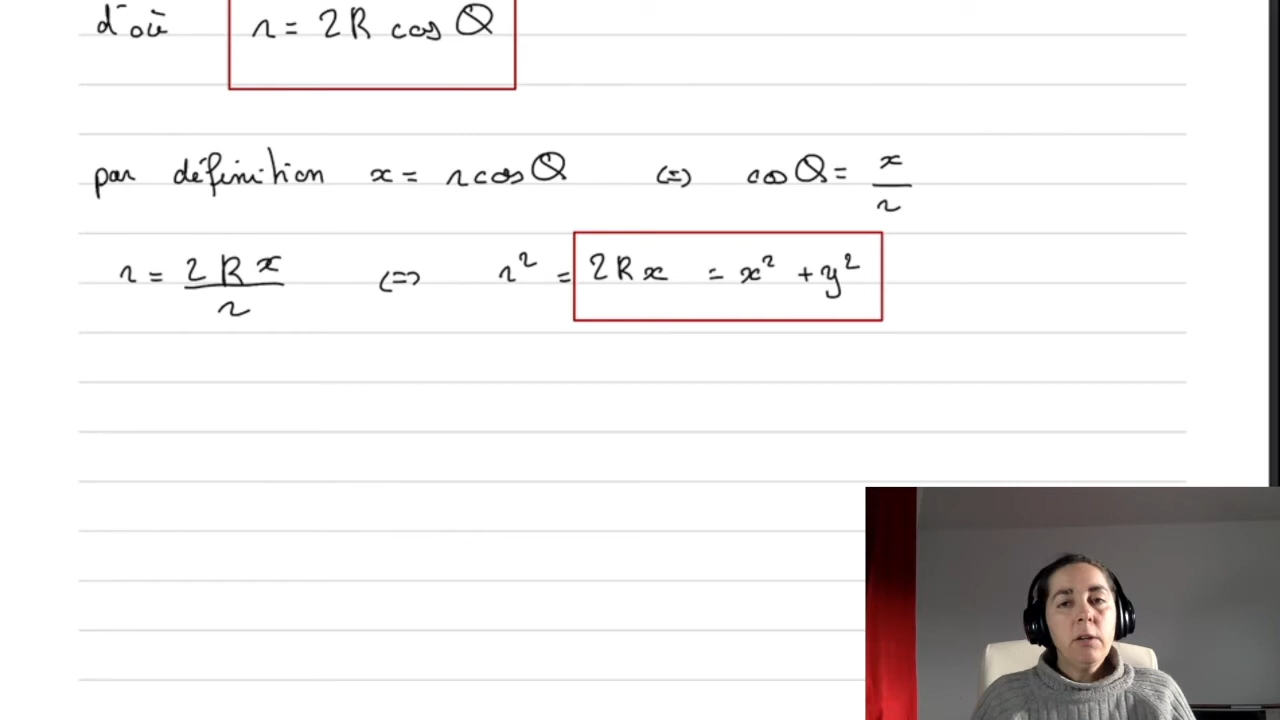 d'où r = 2R cos θ
par définition x = r cos θ (=) cos θ = x/r
r = 2Rx/r (=) r² = 2Rx = x² + y²